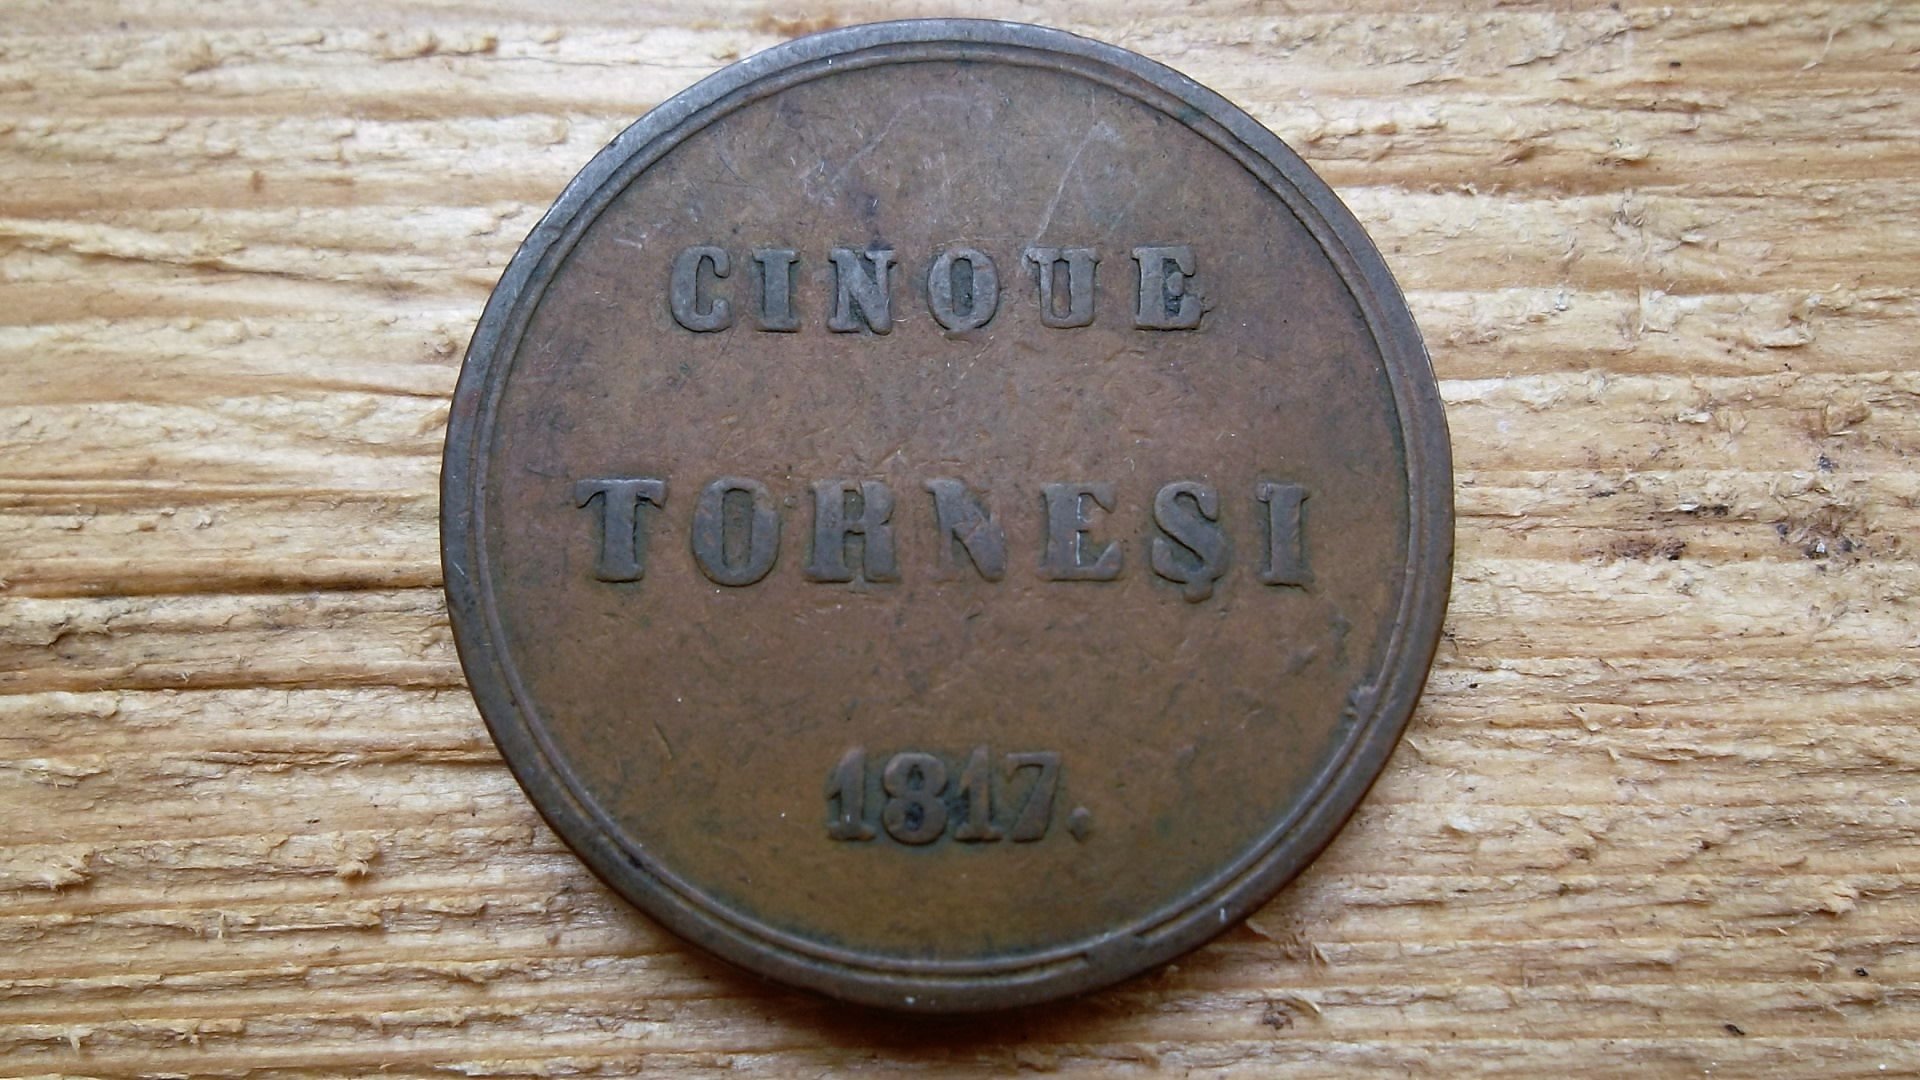 CINQUE
TORNESI
1817.